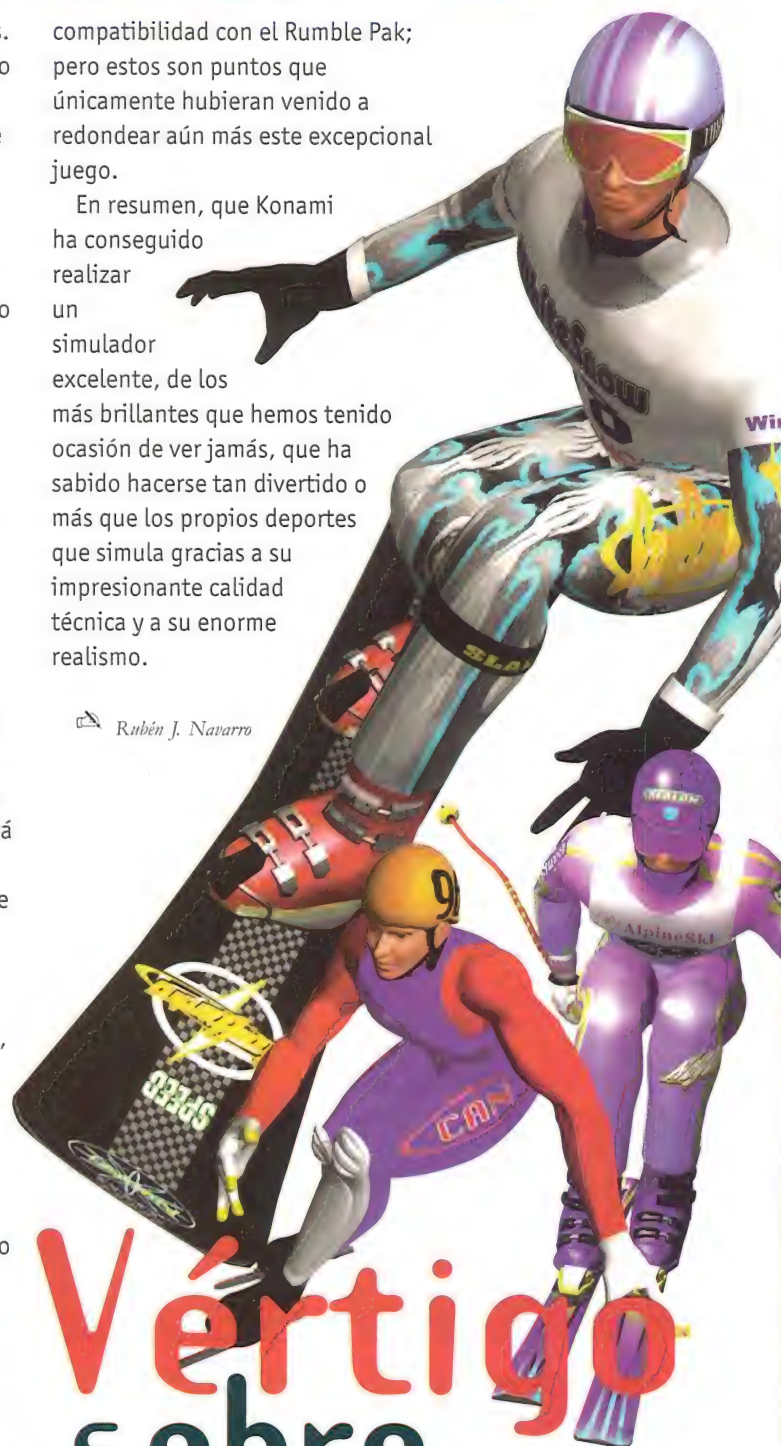 compatibilidad con el Rumble Pak;
pero estos son puntos que
únicamente hubieran venido a
redondear aún más este excepcional
juego.
En resumen, que Konami
ha conseguido
realizar
un
simulador
excelente, de los
más brillantes que hemos tenido
ocasión de ver jamás, que ha
sabido hacerse tan divertido o
más que los propios deportes
que simula gracias a su
impresionante calidad
técnica y a su enorme
realismo.
Rubén J. Navarro
AlpineSki
CAN
SPEED
Vértigo
sobre